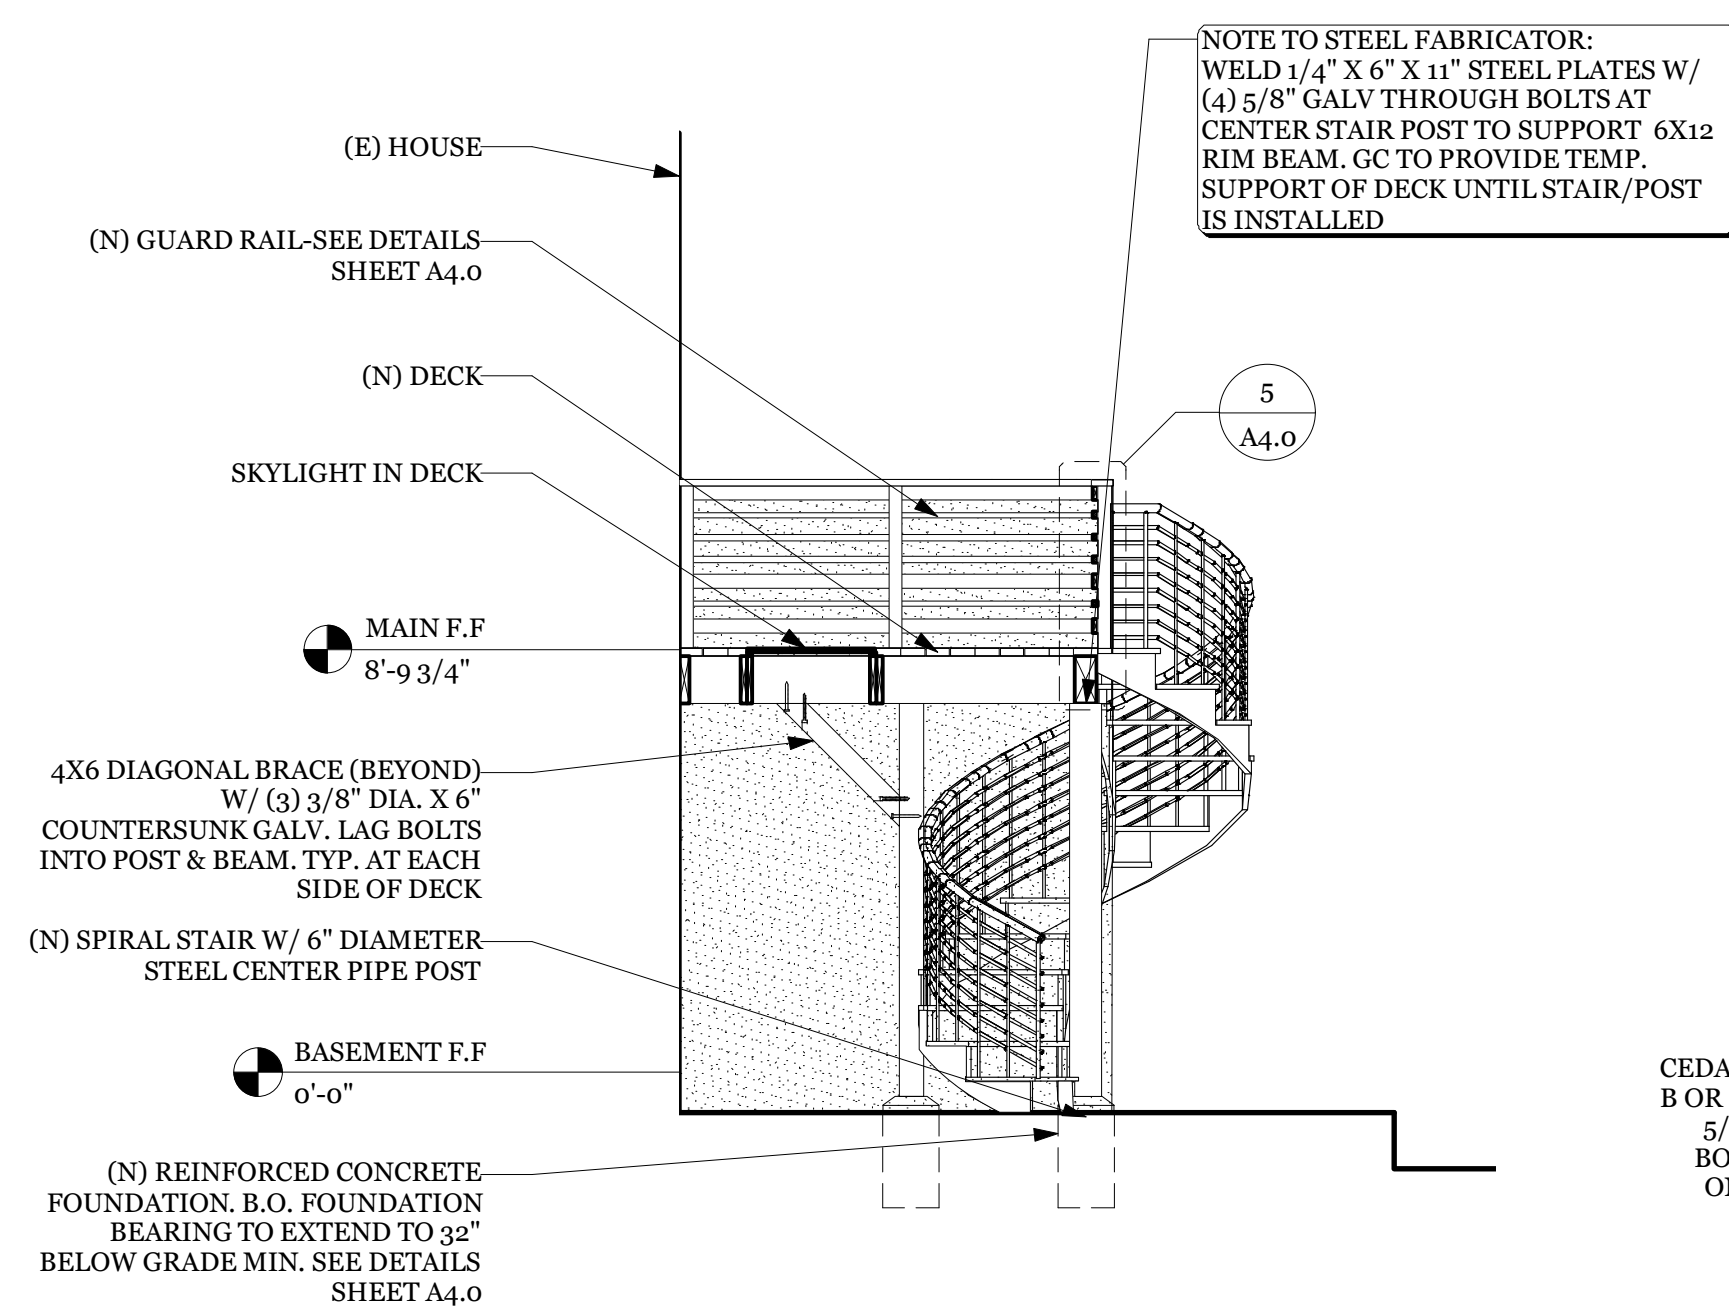 NOTE TO STEEL FABRICATOR:
WELD 1/4" X 6" X 11" STEEL PLATES W/
(4) 5/8" GALV THROUGH BOLTS AT
CENTER STAIR POST TO SUPPORT 6X12
RIM BEAM. GC TO PROVIDE TEMP.
SUPPORT OF DECK UNTIL STAIR/POST
IS INSTALLED
(E) HOUSE
(N) GUARD RAIL-SEE DETAILS
SHEET A4.0
(N) DECK
5
A4.0
SKYLIGHT IN DECK
MAIN F.F
8'-9 3/4"
4X6 DIAGONAL BRACE (BEYOND)
W/ (3) 3/8" DIA. X 6"
COUNTERSUNK GALV. LAG BOLTS
INTO POST & BEAM. TYP. AT EACH
SIDE OF DECK
(N) SPIRAL STAIR W/ 6" DIAMETER
STEEL CENTER PIPE POST
BASEMENT F.F
0'-0"
(N) REINFORCED CONCRETE
FOUNDATION. B.O. FOUNDATION
BEARING TO EXTEND TO 32"
BELOW GRADE MIN. SEE DETAILS
SHEET A4.0
CEDA
B OR
5/
BO